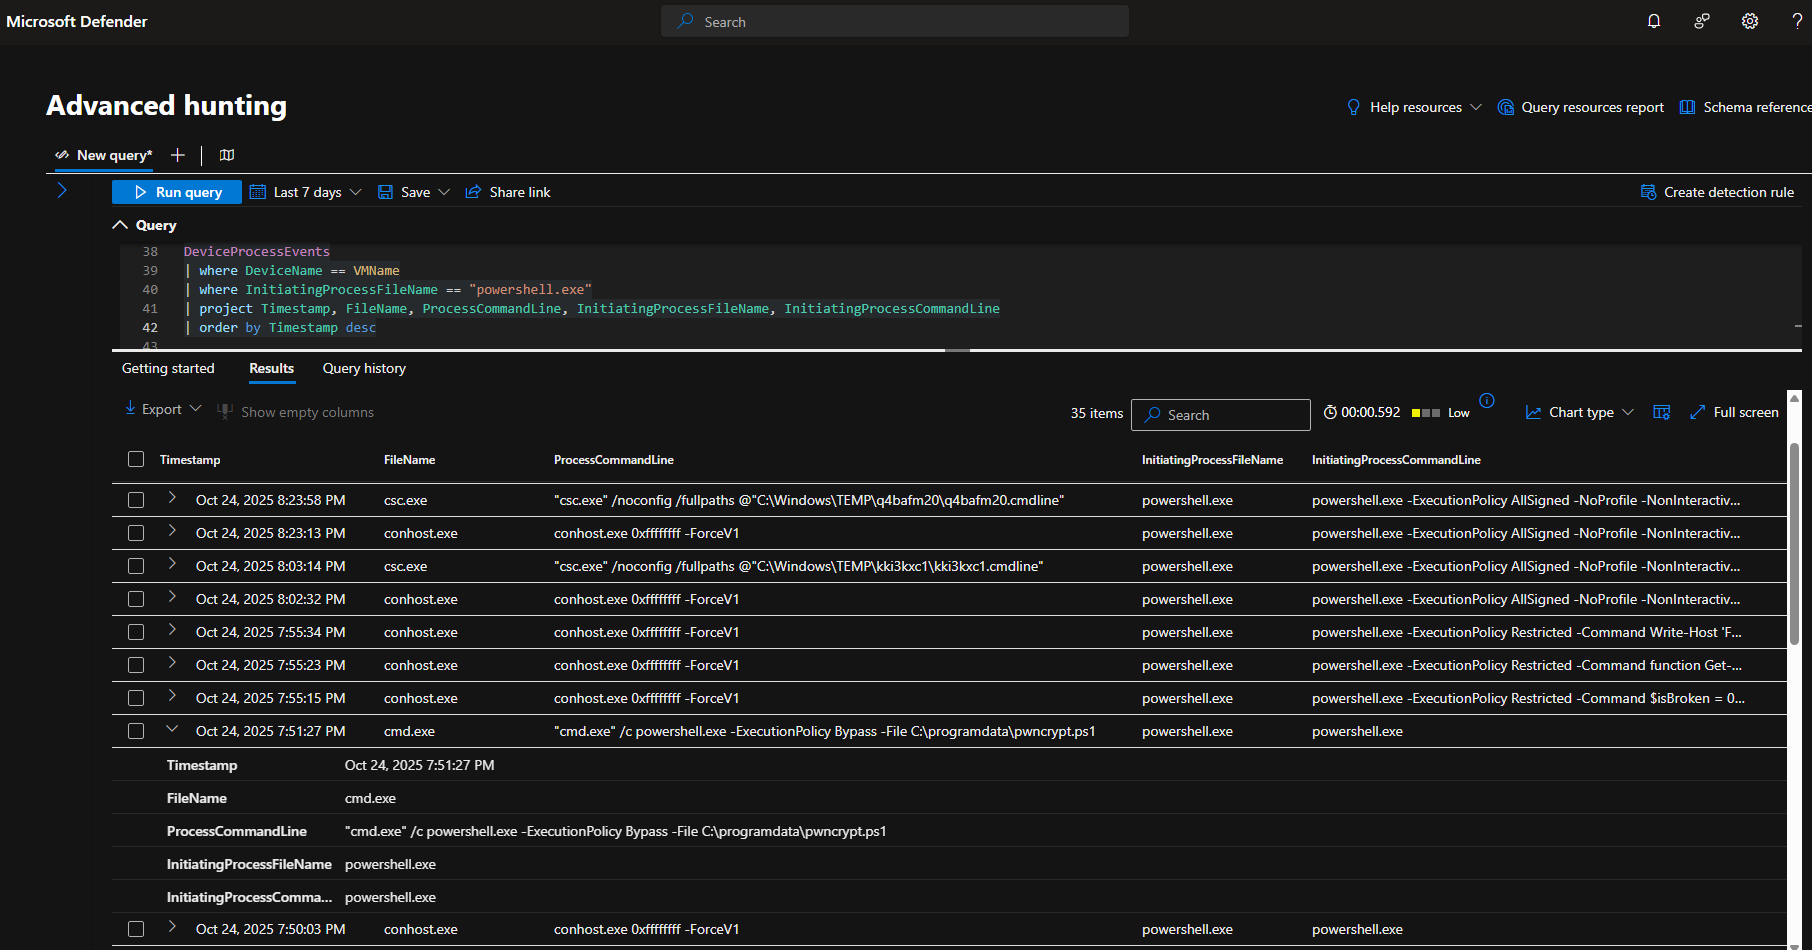 Microsoft Defender
Search
Advanced hunting
Help resources
Query resources report
Schema reference
New query*
Run query
Last 7 days
Save
Share link
Create detection rule
Query
38 DeviceProcessEvents
39 | where DeviceName == VMName
40 | where InitiatingProcessFileName == "powershell.exe"
41 | project Timestamp, FileName, ProcessCommandLine, InitiatingProcessFileName, InitiatingProcessCommandLine
42 | order by Timestamp desc
43
Getting started Results Query history
Export Show empty columns
35 items Search 00:00.592 Low Chart type Full screen
Timestamp FileName ProcessCommandLine InitiatingProcessFileName InitiatingProcessCommandLine
Oct 24, 2025 8:23:58 PM csc.exe "csc.exe" /noconfig /fullpaths @"C:\Windows\TEMP\q4bafm20\q4bafm20.cmdline" powershell.exe powershell.exe -ExecutionPolicy AllSigned -NoProfile -NonInteractiv...
Oct 24, 2025 8:23:13 PM conhost.exe conhost.exe 0xffffffff -ForceV1 powershell.exe powershell.exe -ExecutionPolicy AllSigned -NoProfile -NonInteractiv...
Oct 24, 2025 8:03:14 PM csc.exe "csc.exe" /noconfig /fullpaths @"C:\Windows\TEMP\kki3kxc1\kki3kxc1.cmdline" powershell.exe powershell.exe -ExecutionPolicy AllSigned -NoProfile -NonInteractiv...
Oct 24, 2025 8:02:32 PM conhost.exe conhost.exe 0xffffffff -ForceV1 powershell.exe powershell.exe -ExecutionPolicy AllSigned -NoProfile -NonInteractiv...
Oct 24, 2025 7:55:34 PM conhost.exe conhost.exe 0xffffffff -ForceV1 powershell.exe powershell.exe -ExecutionPolicy Restricted -Command Write-Host 'F...
Oct 24, 2025 7:55:23 PM conhost.exe conhost.exe 0xffffffff -ForceV1 powershell.exe powershell.exe -ExecutionPolicy Restricted -Command function Get-...
Oct 24, 2025 7:55:15 PM conhost.exe conhost.exe 0xffffffff -ForceV1 powershell.exe powershell.exe -ExecutionPolicy Restricted -Command $isBroken = 0...
Oct 24, 2025 7:51:27 PM cmd.exe "cmd.exe" /c powershell.exe -ExecutionPolicy Bypass -File C:\programdata\pwncrypt.ps1 powershell.exe powershell.exe
Timestamp Oct 24, 2025 7:51:27 PM
FileName cmd.exe
ProcessCommandLine "cmd.exe" /c powershell.exe -ExecutionPolicy Bypass -File C:\programdata\pwncrypt.ps1
InitiatingProcessFileName powershell.exe
InitiatingProcessComma... powershell.exe
Oct 24, 2025 7:50:03 PM conhost.exe conhost.exe 0xffffffff -ForceV1 powershell.exe powershell.exe